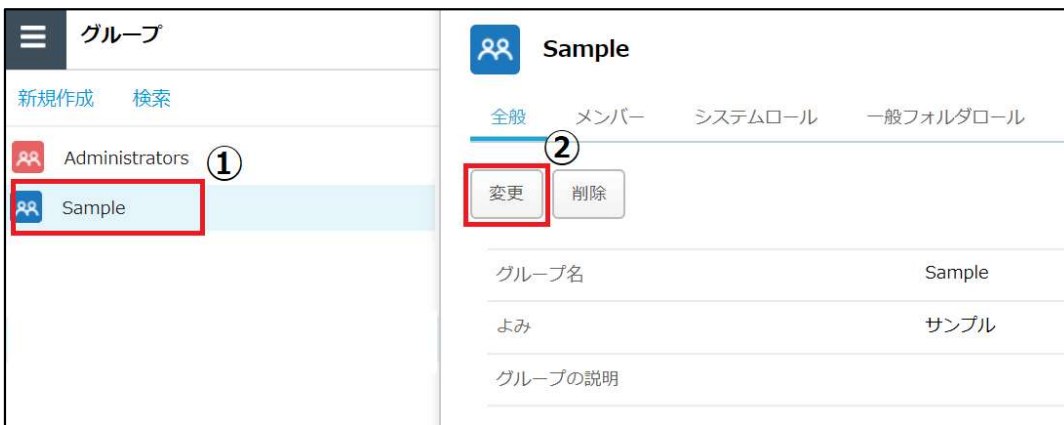 グループ
新規作成 検索
Administrators ①
Sample
Sample
全般 メンバー システムロール 一般フォルダロール
②
変更 削除
グループ名 Sample
よみ サンプル
グループの説明